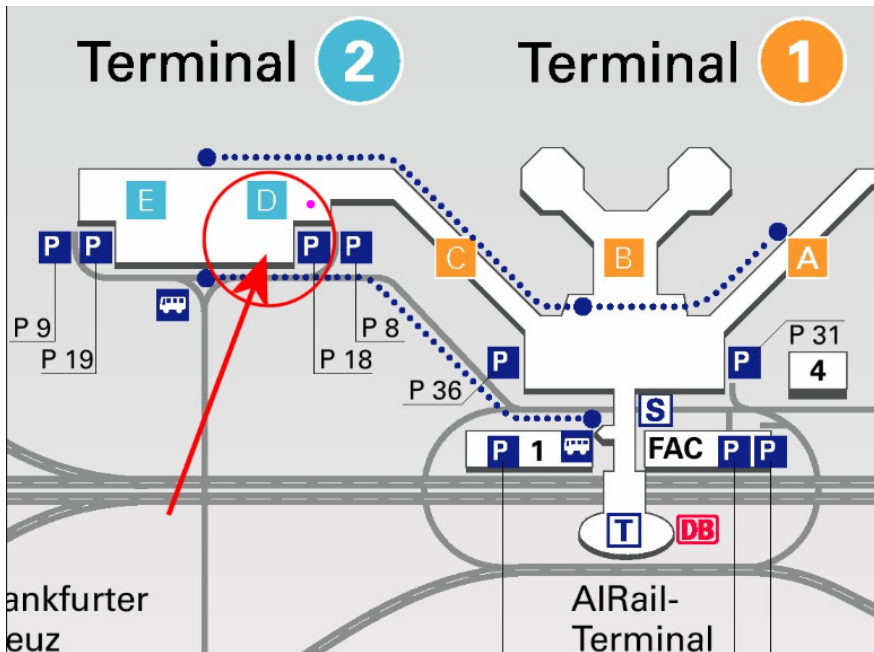 Terminal 2
Terminal 1
E
D
C
B
A
P
P
P
P
P 9
P 19
P 18
P 8
P 36
P
P
P 31
4
S
P 1
FAC P P
T
DB
ankfurter
euz
AIRail-
Terminal